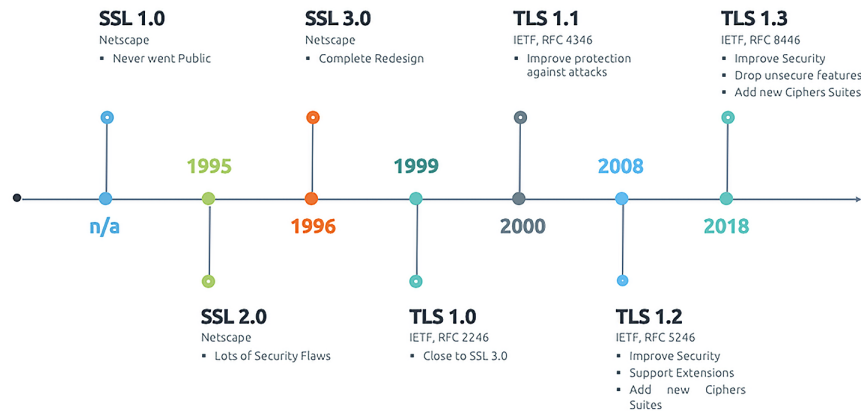 SSL 1.0
Netscape
▪ Never went Public
SSL 3.0
Netscape
▪ Complete Redesign
TLS 1.1
IETF, RFC 4346
▪ Improve protection
against attacks
TLS 1.3
IETF, RFC 8446
▪ Improve Security
▪ Drop unsecure features
▪ Add new Ciphers Suites
1995
1999
2008
n/a
1996
2000
2018
SSL 2.0
Netscape
▪ Lots of Security Flaws
TLS 1.0
IETF, RFC 2246
▪ Close to SSL 3.0
TLS 1.2
IETF, RFC 5246
▪ Improve Security
▪ Support Extensions
▪ Add new Ciphers
Suites